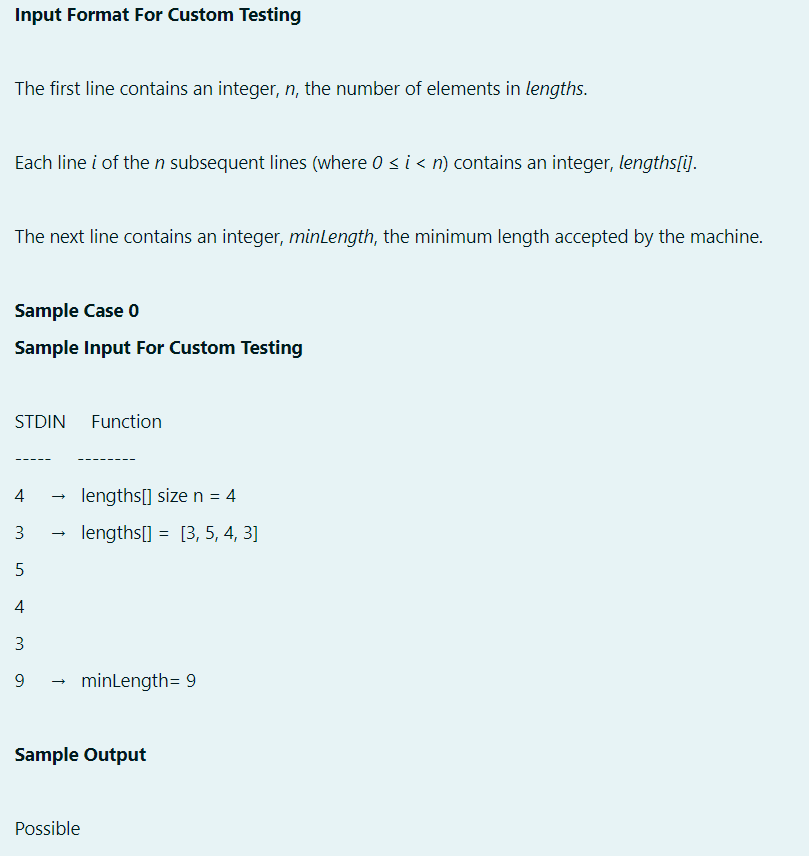 Input Format For Custom Testing
The first line contains an integer, n, the number of elements in lengths.
Each line i of the n subsequent lines (where 0 ≤ i < n) contains an integer, lengths[i].
The next line contains an integer, minLength, the minimum length accepted by the machine.
Sample Case 0
Sample Input For Custom Testing
STDIN Function
----- --------
4 → lengths[] size n = 4
3 → lengths[] = [3, 5, 4, 3]
5
4
3
9 → minLength= 9
Sample Output
Possible